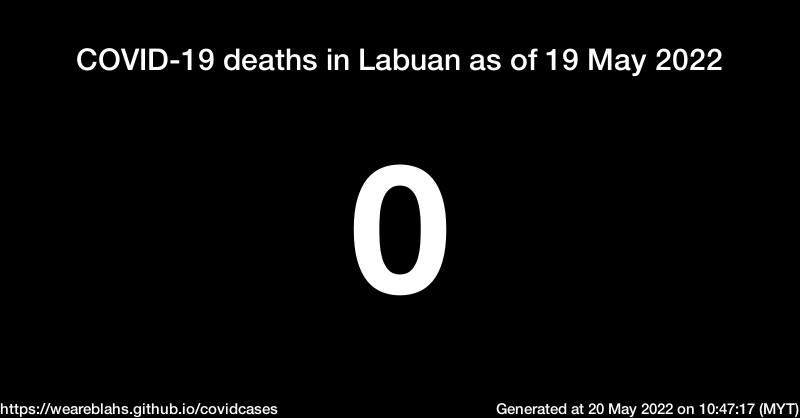 COVID-19 deaths in Labuan as of 19 May 2022
0
https://weareblahs.github.io/covidcases
Generated at 20 May 2022 on 10:47:17 (MYT)